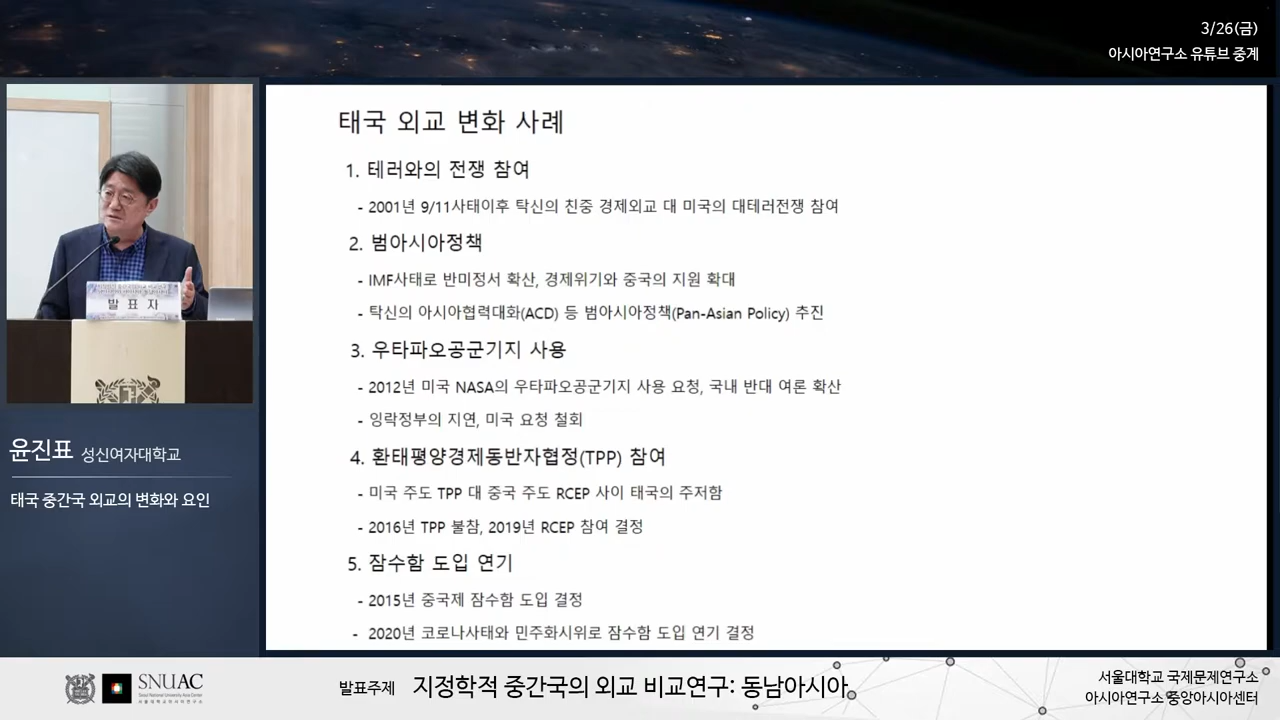 3/26(금)
아시아연구소 유튜브 중계
태국 외교 변화 사례
1. 테러와의 전쟁 참여
- 2001년 9/11사태이후 탁신의 친중 경제외교 대 미국의 대테러전쟁 참여
2. 범아시아정책
- IMF사태로 반미정서 확산, 경제위기와 중국의 지원 확대
- 탁신의 아시아협력대화(ACD) 등 범아시아정책(Pan-Asian Policy) 추진
3. 우타파오공군기지 사용
- 2012년 미국 NASA의 우타파오공군기지 사용 요청, 국내 반대 여론 확산
- 잉락정부의 지연, 미국 요청 철회
4. 환태평양경제동반자협정(TPP) 참여
- 미국 주도 TPP 대 중국 주도 RCEP 사이 태국의 주저함
- 2016년 TPP 불참, 2019년 RCEP 참여 결정
5. 잠수함 도입 연기
- 2015년 중국제 잠수함 도입 결정
- 2020년 코로나사태와 민주화시위로 잠수함 도입 연기 결정
발 표 자
윤진표 성신여자대학교
태국 중간국 외교의 변화와 요인
SNUAC
Seoul National University Asia Center
서울대학교아시아연구소
발표주제 지정학적 중간국의 외교 비교연구: 동남아시아
서울대학교 국제문제연구소
아시아연구소 중앙아시아센터